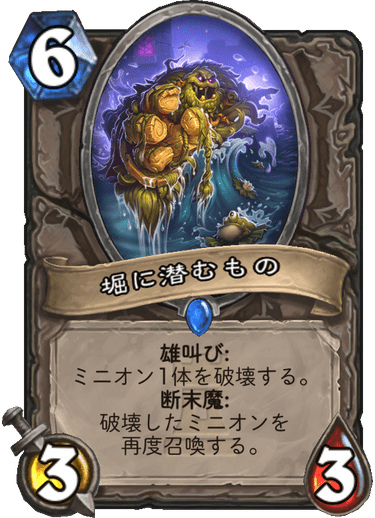 6
堀に潜むもの
雄叫び:
ミニオン1体を破壊する。
断末魔:
破壊したミニオンを
再度召喚する。
3
3